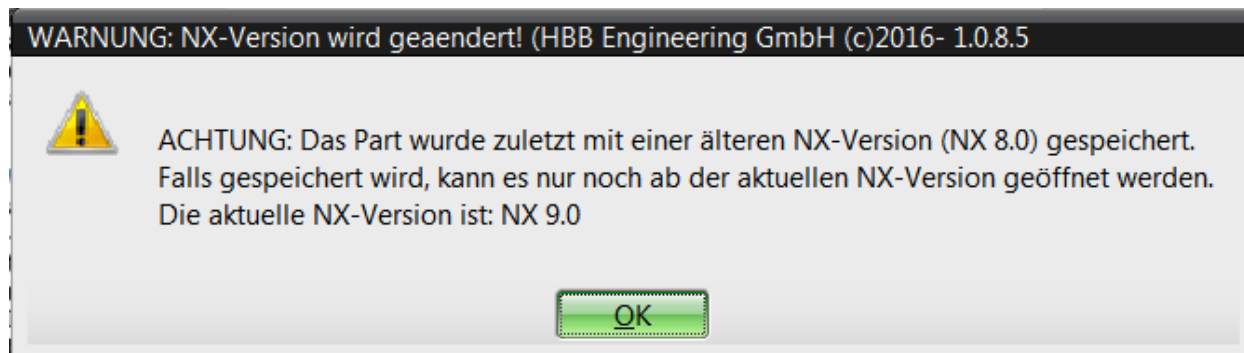 WARNUNG: NX-Version wird geaendert! (HBB Engineering GmbH (c)2016- 1.0.8.5
ACHTUNG: Das Part wurde zuletzt mit einer älteren NX-Version (NX 8.0) gespeichert.
Falls gespeichert wird, kann es nur noch ab der aktuellen NX-Version geöffnet werden.
Die aktuelle NX-Version ist: NX 9.0
OK